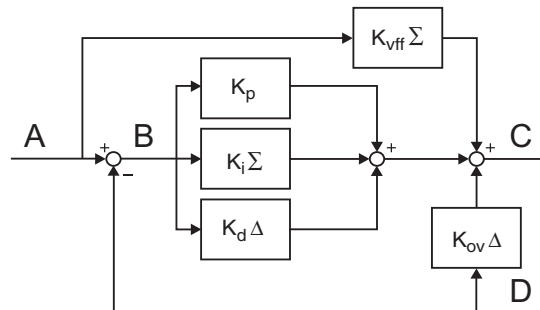 K_vff Σ
K_p
A
+
B
+
+
C
K_i Σ
−
K_d Δ
K_ov Δ
D